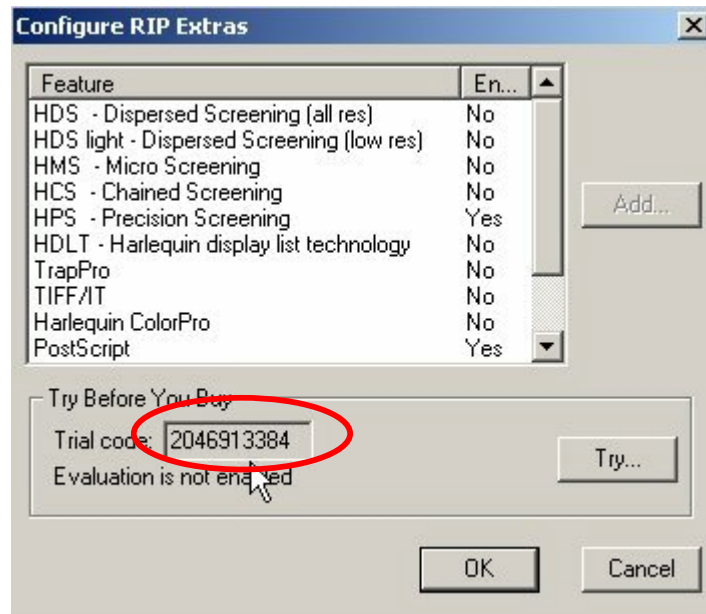 Configure RIP Extras
Feature En...
HDS - Dispersed Screening (all res) No
HDS light - Dispersed Screening (low res) No
HMS - Micro Screening No
HCS - Chained Screening No
HPS - Precision Screening Yes
HDLT - Harlequin display list technology No
TrapPro No
TIFF/IT No
Harlequin ColorPro No
PostScript Yes
Add...
Try Before You Buy
Trial code: 2046913384
Evaluation is not enabled
Try...
OK Cancel